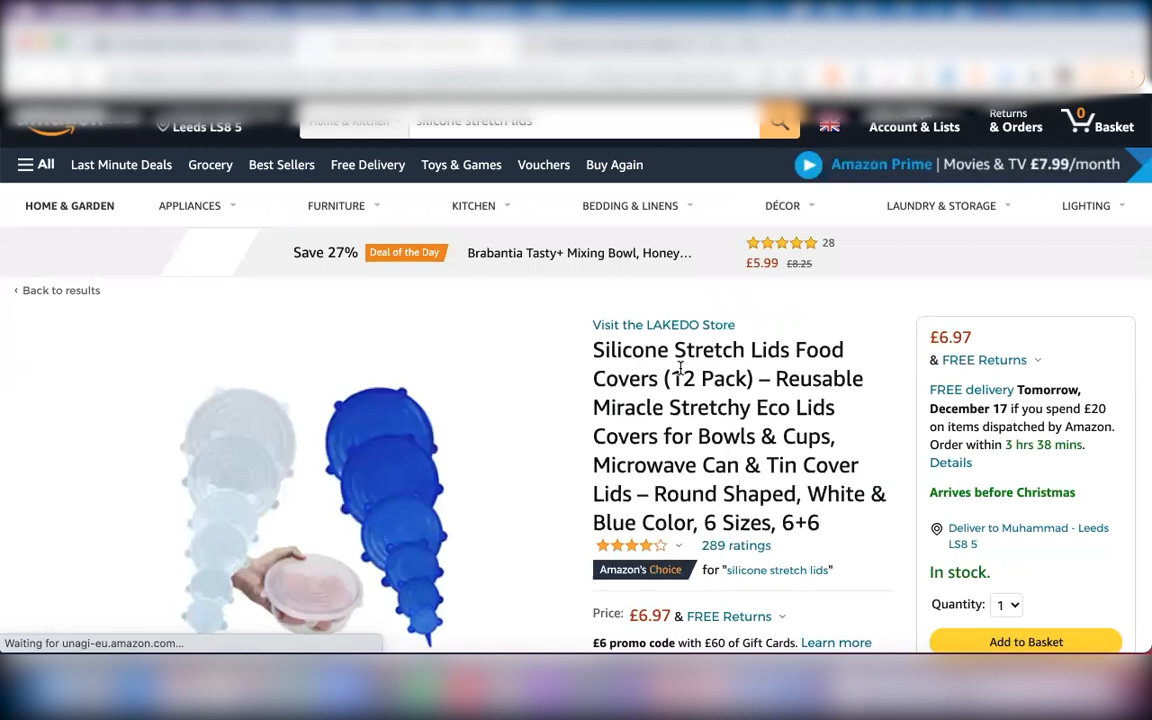 Leeds LS8 5
Home & Kitchen
silicone stretch lids
Account & Lists
Returns
& Orders
0
Basket
All
Last Minute Deals
Grocery
Best Sellers
Free Delivery
Toys & Games
Vouchers
Buy Again
Amazon Prime | Movies & TV £7.99/month
HOME & GARDEN
APPLIANCES
FURNITURE
KITCHEN
BEDDING & LINENS
DÉCOR
LAUNDRY & STORAGE
LIGHTING
Save 27%
Deal of the Day
Brabantia Tasty+ Mixing Bowl, Honey...
28
£5.99 £8.25
‹ Back to results
Visit the LAKEDO Store
Silicone Stretch Lids Food
Covers (12 Pack) – Reusable
Miracle Stretchy Eco Lids
Covers for Bowls & Cups,
Microwave Can & Tin Cover
Lids – Round Shaped, White &
Blue Color, 6 Sizes, 6+6
289 ratings
Amazon's Choice for "silicone stretch lids"
Price: £6.97 & FREE Returns
£6 promo code with £60 of Gift Cards. Learn more
£6.97
& FREE Returns
FREE delivery Tomorrow,
December 17 if you spend £20
on items dispatched by Amazon.
Order within 3 hrs 38 mins.
Details
Arrives before Christmas
Deliver to Muhammad - Leeds
LS8 5
In stock.
Quantity: 1
Add to Basket
Waiting for unagi-eu.amazon.com...